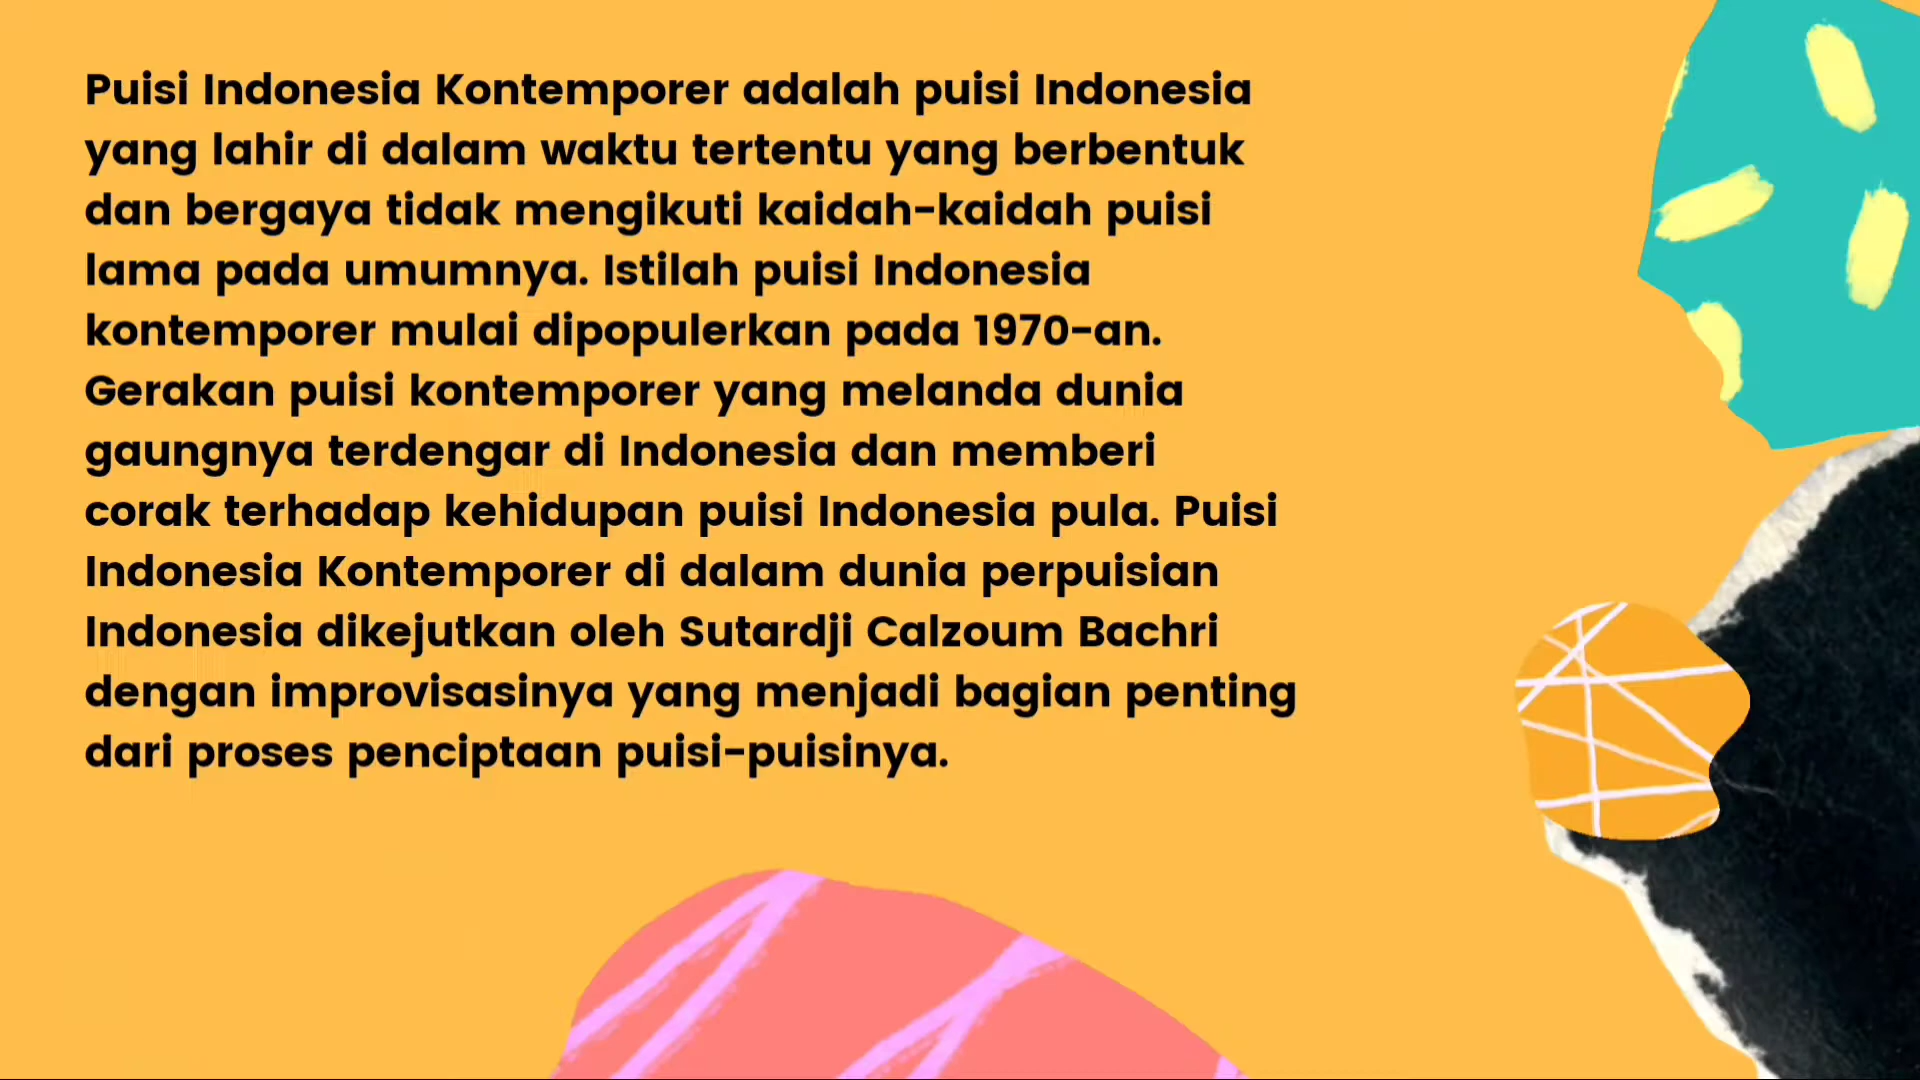 Puisi Indonesia Kontemporer adalah puisi Indonesia
yang lahir di dalam waktu tertentu yang berbentuk
dan bergaya tidak mengikuti kaidah-kaidah puisi
lama pada umumnya. Istilah puisi Indonesia
kontemporer mulai dipopulerkan pada 1970-an.
Gerakan puisi kontemporer yang melanda dunia
gaungnya terdengar di Indonesia dan memberi
corak terhadap kehidupan puisi Indonesia pula. Puisi
Indonesia Kontemporer di dalam dunia perpuisian
Indonesia dikejutkan oleh Sutardji Calzoum Bachri
dengan improvisasinya yang menjadi bagian penting
dari proses penciptaan puisi-puisinya.